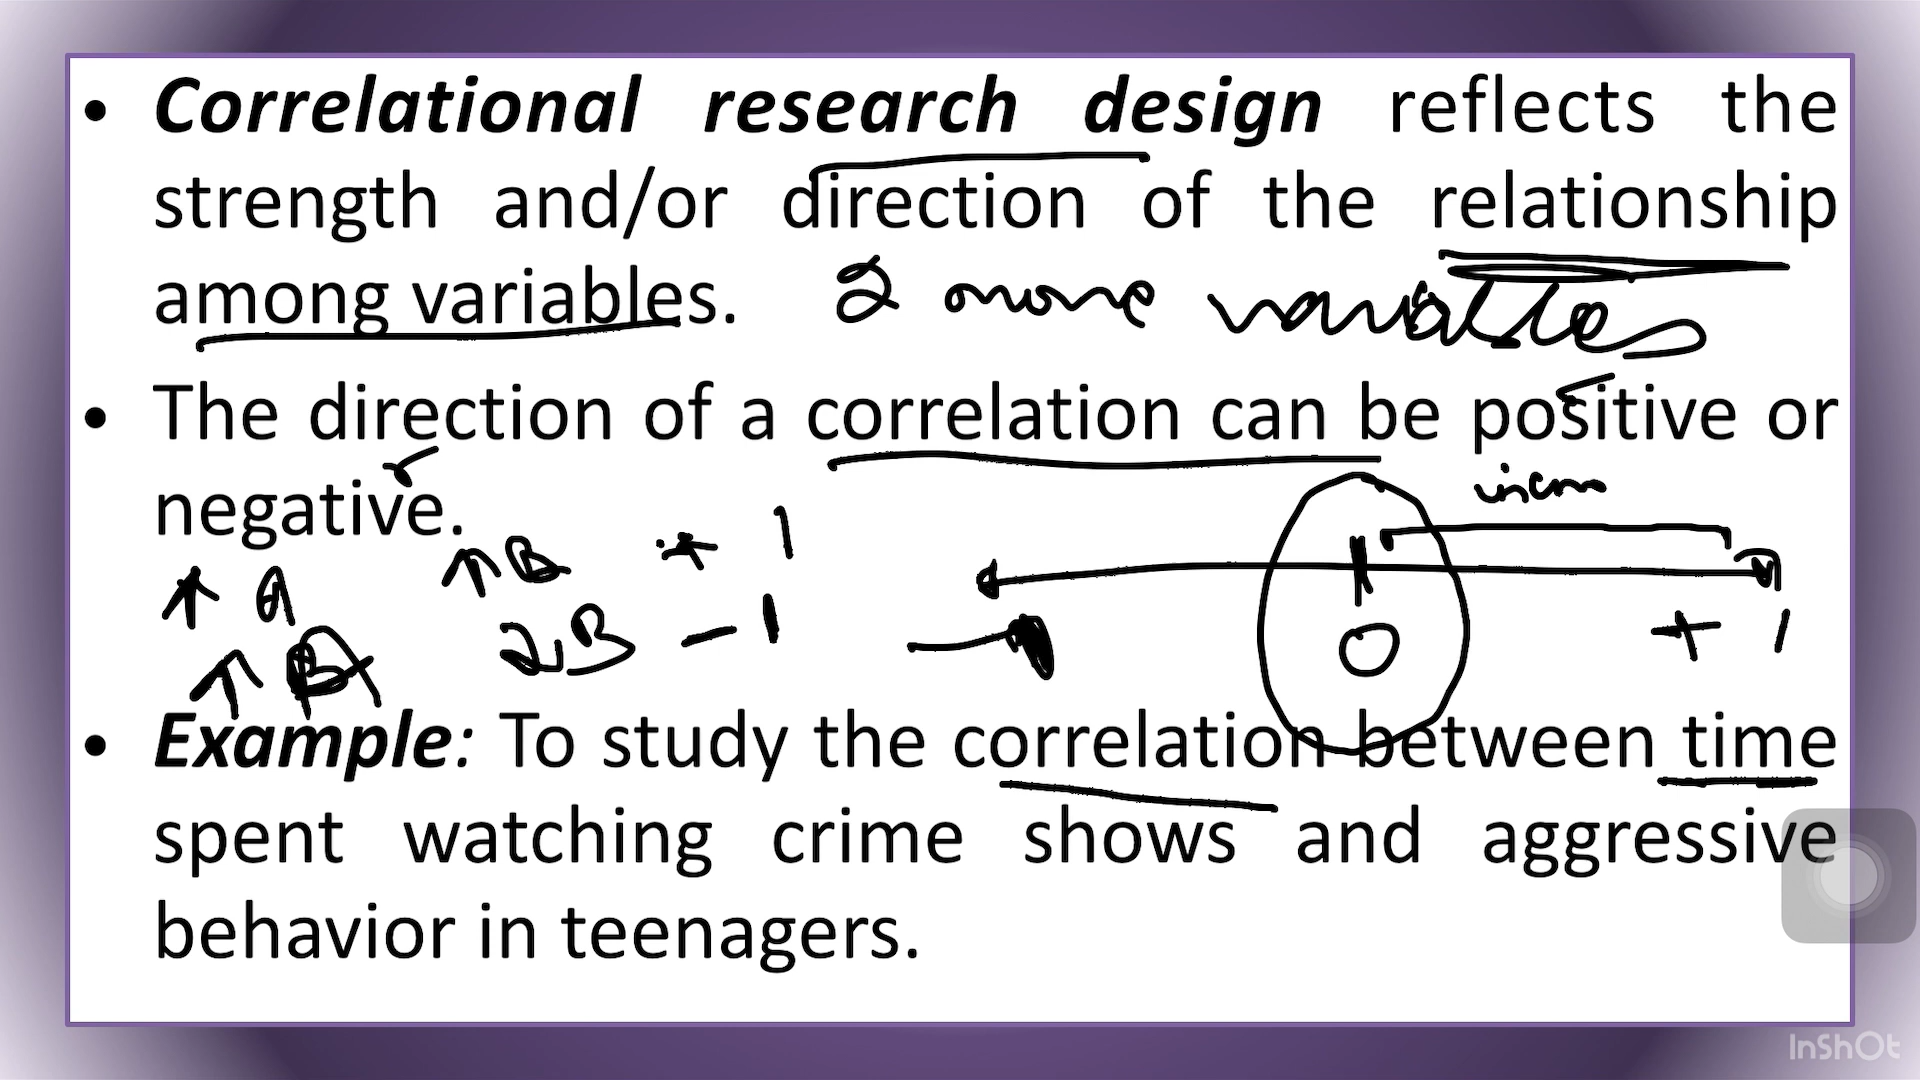 • Correlational research design reflects the
strength and/or direction of the relationship
among variables. 2 more variables
• The direction of a correlation can be positive or
negative.
↑ B + 1
↑ B - 1 0 + 1
• Example: To study the correlation between time
spent watching crime shows and aggressive
behavior in teenagers.
InShOt